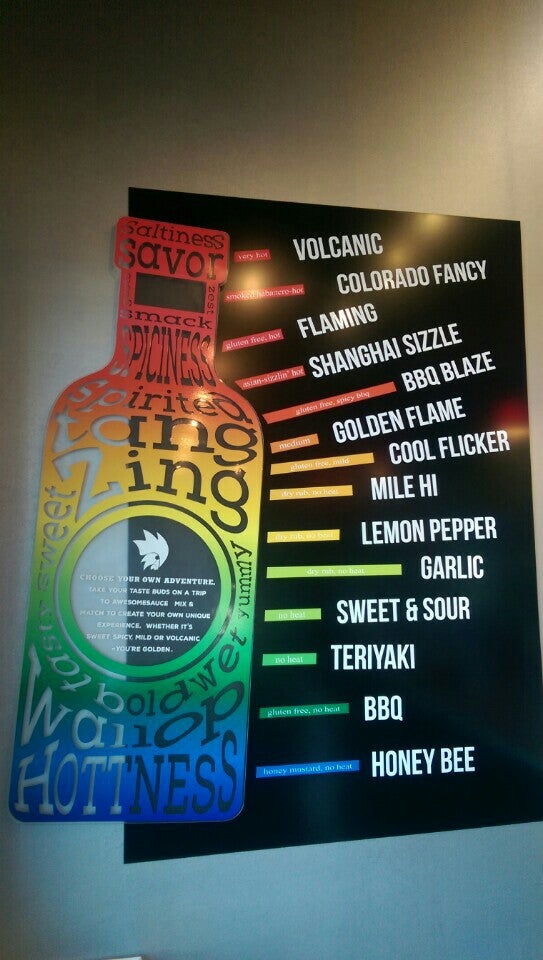 saltiness
savor
zest
smack
SPICINESS
spirited
tang
zing
sweet
tasty
yummy
CHOOSE YOUR OWN ADVENTURE.
TAKE YOUR TASTE BUDS ON A TRIP
TO AWESOMESAUCE MIX &
MATCH TO CREATE YOUR OWN UNIQUE
EXPERIENCE. WHETHER IT'S
SWEET SPICY, MILD OR VOLCANIC
-YOU'RE GOLDEN.
bold
wet
wallop
HOTTNESS
very hot VOLCANIC
smoked habanero-hot COLORADO FANCY
gluten free, hot FLAMING
asian-sizzlin' hot SHANGHAI SIZZLE
gluten free, spicy bbq BBQ BLAZE
medium GOLDEN FLAME
gluten free, mild COOL FLICKER
dry rub, no heat MILE HI
dry rub, no heat LEMON PEPPER
dry rub, no heat GARLIC
no heat SWEET & SOUR
no heat TERIYAKI
gluten free, no heat BBQ
honey mustard, no heat HONEY BEE